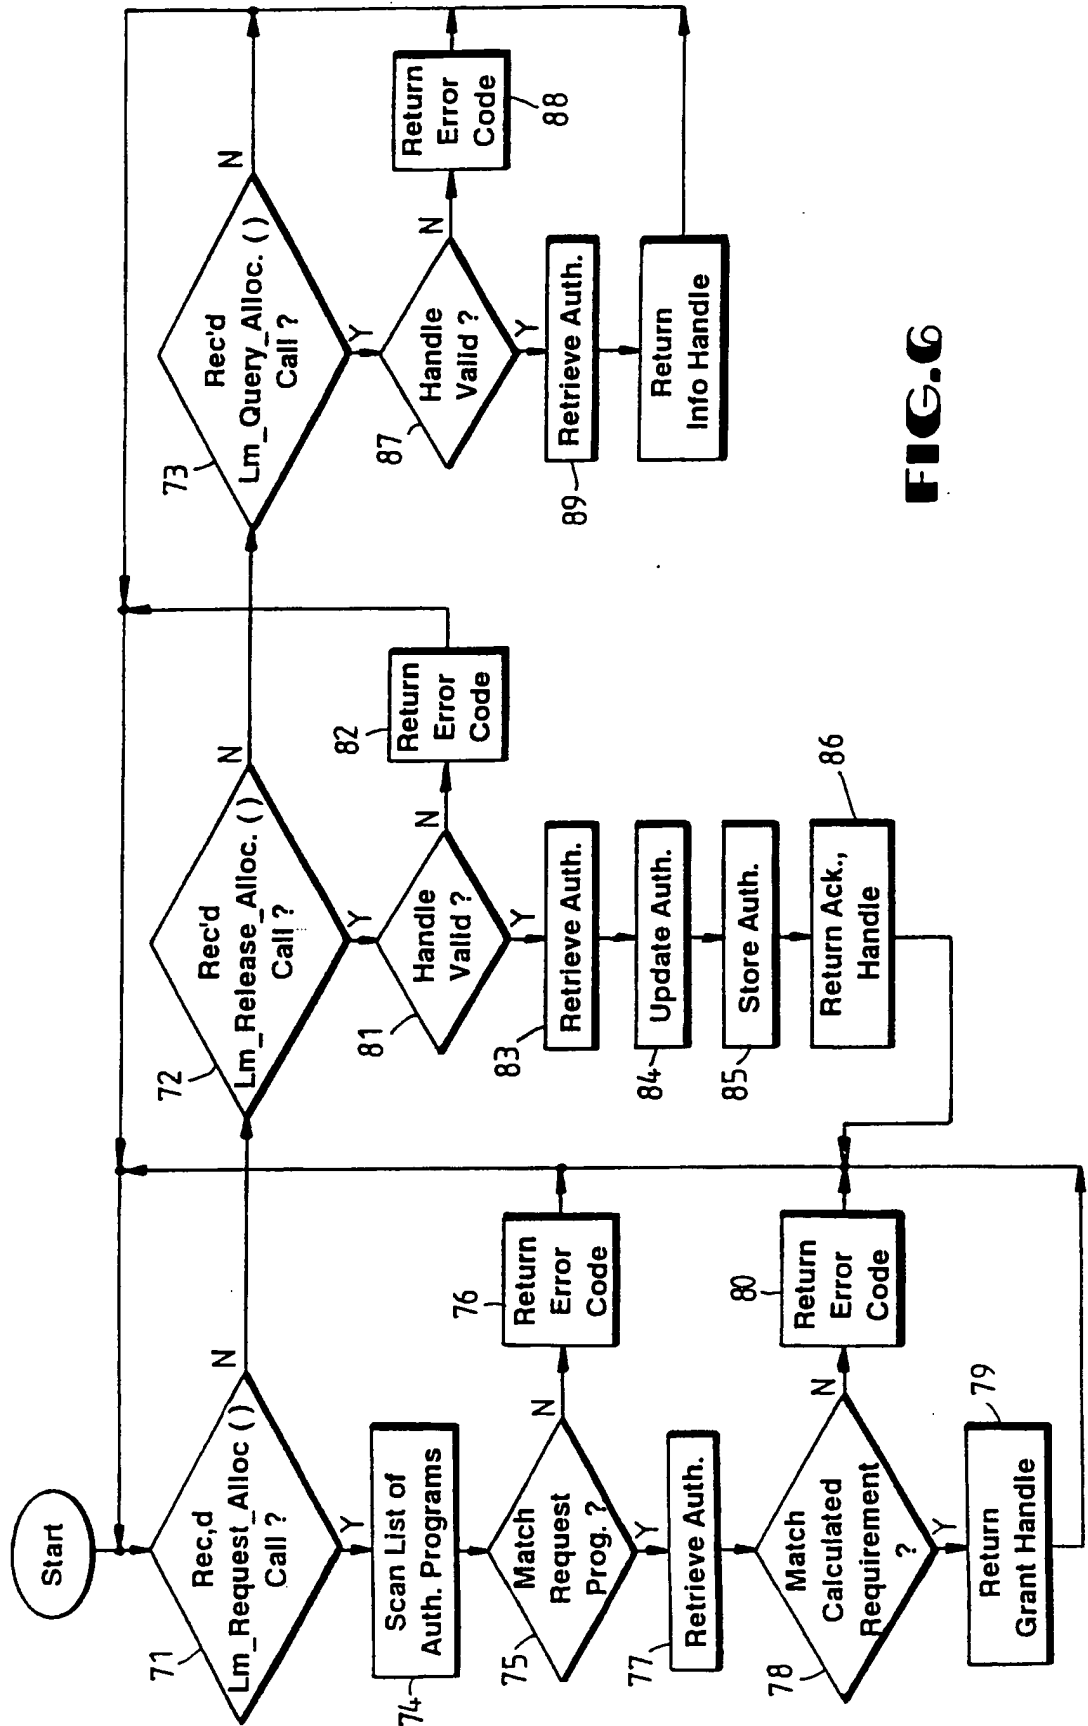 Start
71
Rec,d
Lm_Request_Alloc ( )
Call ?
N
Y
74
Scan List of
Auth. Programs
75
Match
Request
Prog. ?
N
Y
76
Return
Error
Code
77
Retrieve Auth.
78
Match
Calculated
Requirement
?
N
Y
80
Return
Error
Code
79
Return
Grant Handle
72
Rec'd
Lm_Release_Alloc. ( )
Call ?
N
Y
81
Handle
Valid ?
N
Y
82
Return
Error
Code
83
Retrieve Auth.
84
Update Auth.
85
Store Auth.
86
Return Ack.,
Handle
73
Rec'd
Lm_Query_Alloc. ( )
Call ?
N
Y
87
Handle
Valid ?
N
Y
88
Return
Error
Code
89
Retrieve Auth.
Return
Info Handle
FIG.6